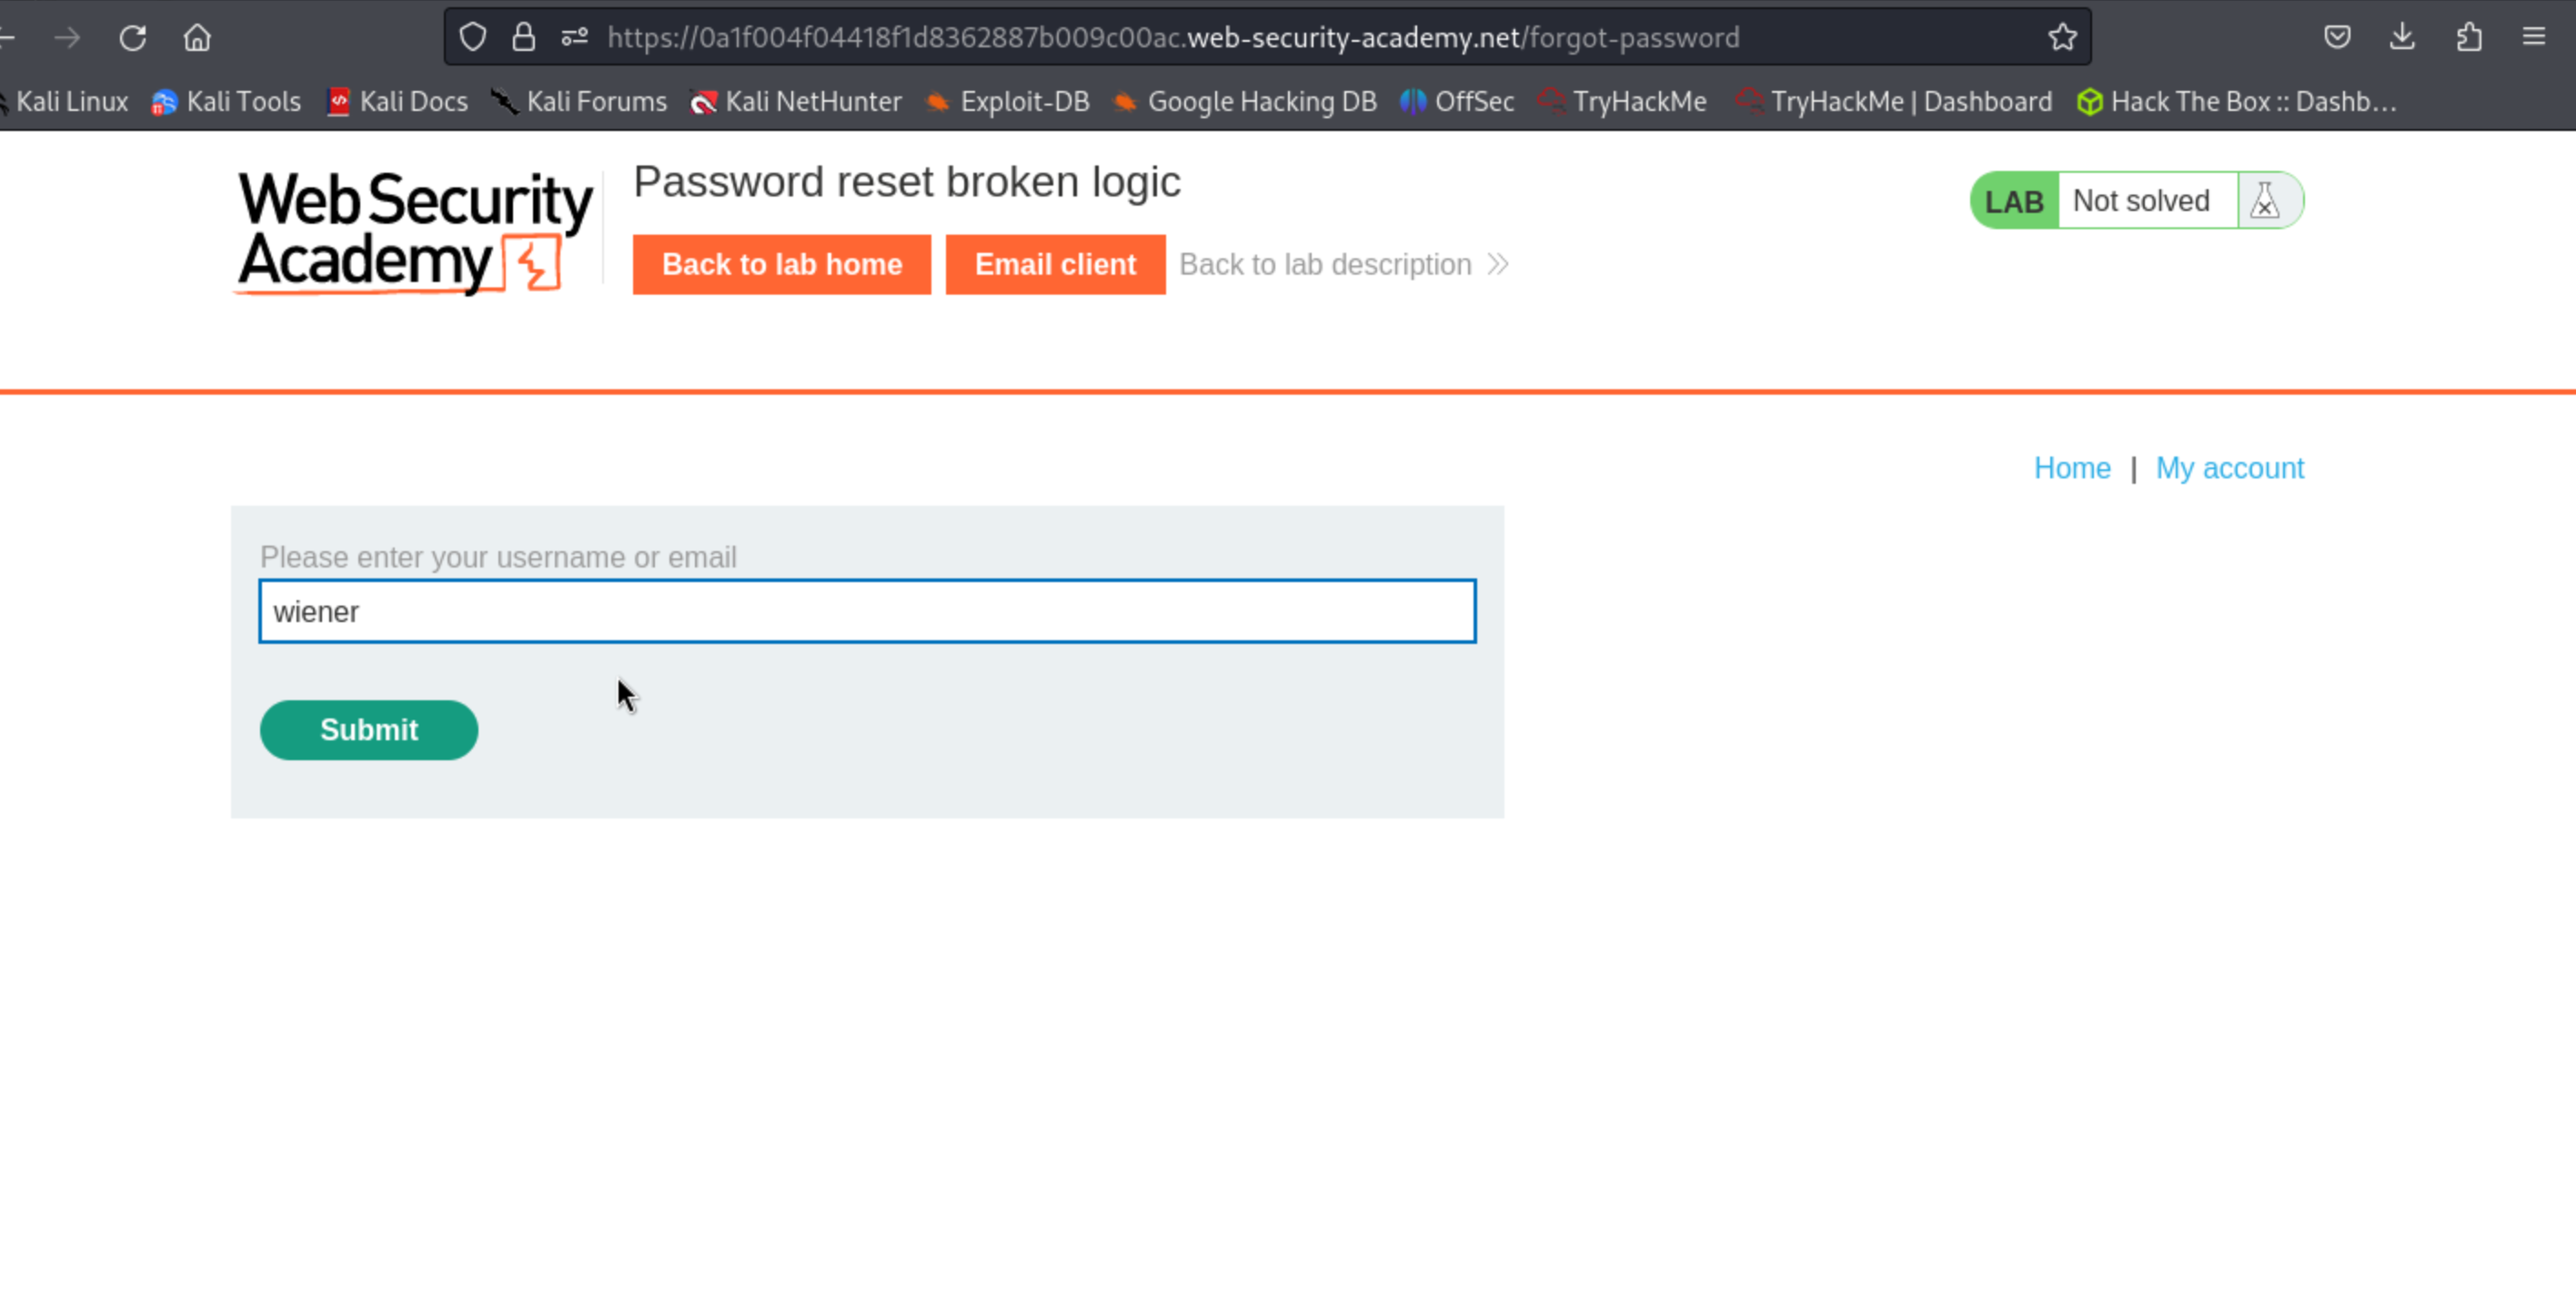 https://0a1f004f04418f1d8362887b009c00ac.web-security-academy.net/forgot-password
Kali Linux Kali Tools Kali Docs Kali Forums Kali NetHunter Exploit-DB Google Hacking DB OffSec TryHackMe TryHackMe | Dashboard Hack The Box :: Dashb…
Web Security
Academy
Password reset broken logic
LAB Not solved
Back to lab home Email client Back to lab description
Home | My account
Please enter your username or email
wiener
Submit